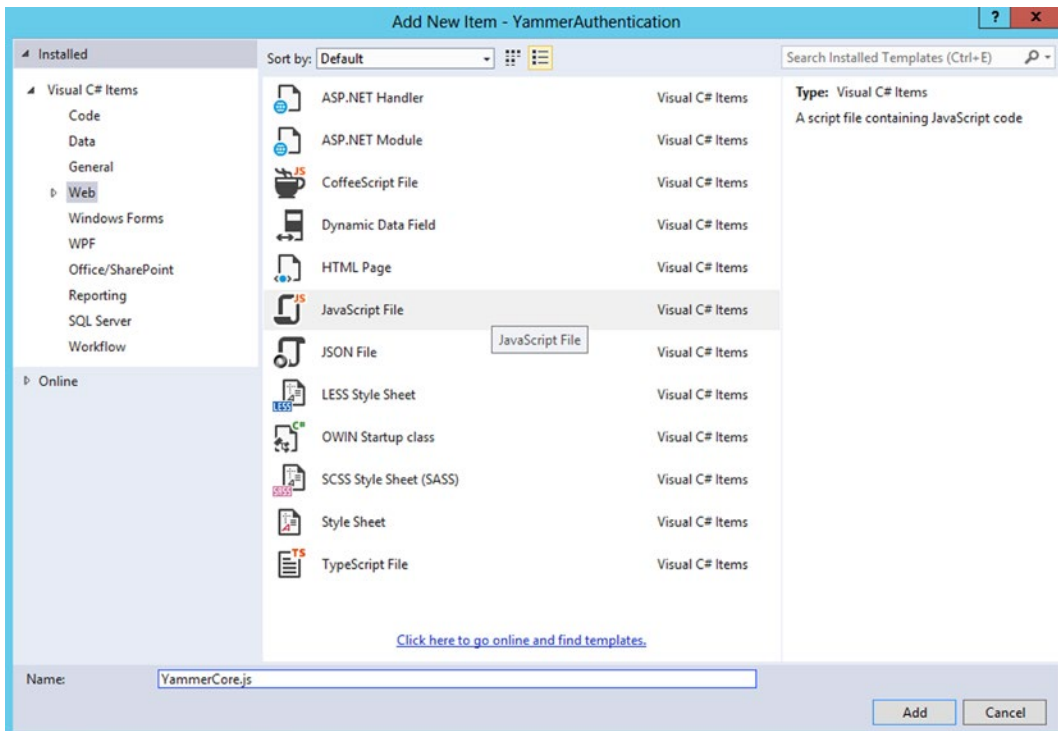 Add New Item - YammerAuthentication
?
x
Installed
Sort by: Default
Search Installed Templates (Ctrl+E)
Visual C# Items
Code
Data
General
Web
Windows Forms
WPF
Office/SharePoint
Reporting
SQL Server
Workflow
Online
ASP.NET Handler Visual C# Items
ASP.NET Module Visual C# Items
JS CoffeeScript File Visual C# Items
Dynamic Data Field Visual C# Items
HTML Page Visual C# Items
JS JavaScript File Visual C# Items
JavaScript File
JSON File Visual C# Items
LESS LESS Style Sheet Visual C# Items
C# OWIN Startup class Visual C# Items
SASS SCSS Style Sheet (SASS) Visual C# Items
Style Sheet Visual C# Items
TS TypeScript File Visual C# Items
Click here to go online and find templates.
Type: Visual C# Items
A script file containing JavaScript code
Name: YammerCore.js
Add Cancel